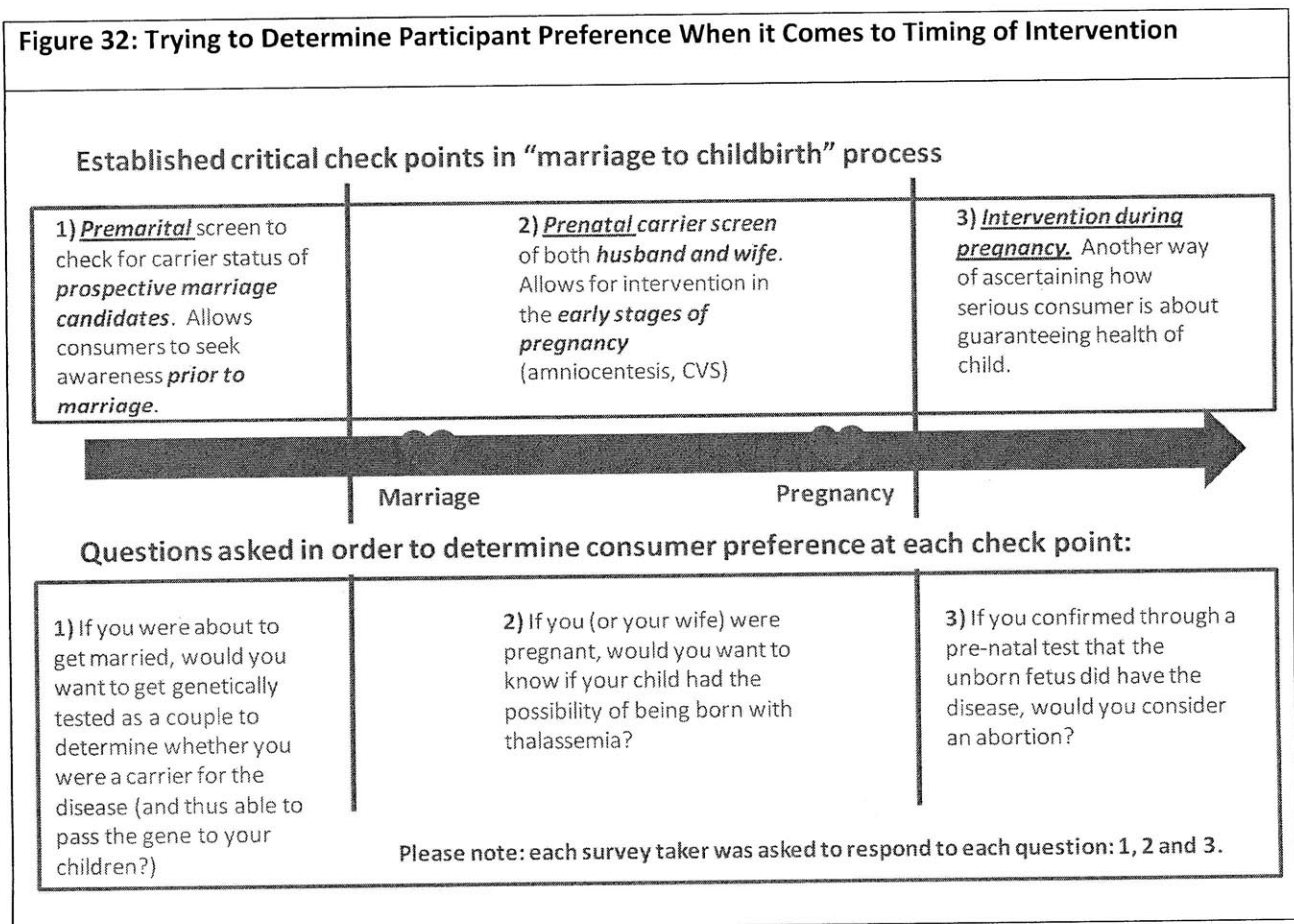 Figure 32: Trying to Determine Participant Preference When it Comes to Timing of Intervention
Established critical check points in “marriage to childbirth” process
1) Premarital screen to
check for carrier status of
prospective marriage
candidates. Allows
consumers to seek
awareness prior to
marriage.
2) Prenatal carrier screen
of both husband and wife.
Allows for intervention in
the early stages of
pregnancy
(amniocentesis, CVS)
3) Intervention during
pregnancy. Another way
of ascertaining how
serious consumer is about
guaranteeing health of
child.
Marriage
Pregnancy
Questions asked in order to determine consumer preference at each check point:
1) If you were about to
get married, would you
want to get genetically
tested as a couple to
determine whether you
were a carrier for the
disease (and thus able to
pass the gene to your
children?)
2) If you (or your wife) were
pregnant, would you want to
know if your child had the
possibility of being born with
thalassemia?
3) If you confirmed through a
pre-natal test that the
unborn fetus did have the
disease, would you consider
an abortion?
Please note: each survey taker was asked to respond to each question: 1, 2 and 3.